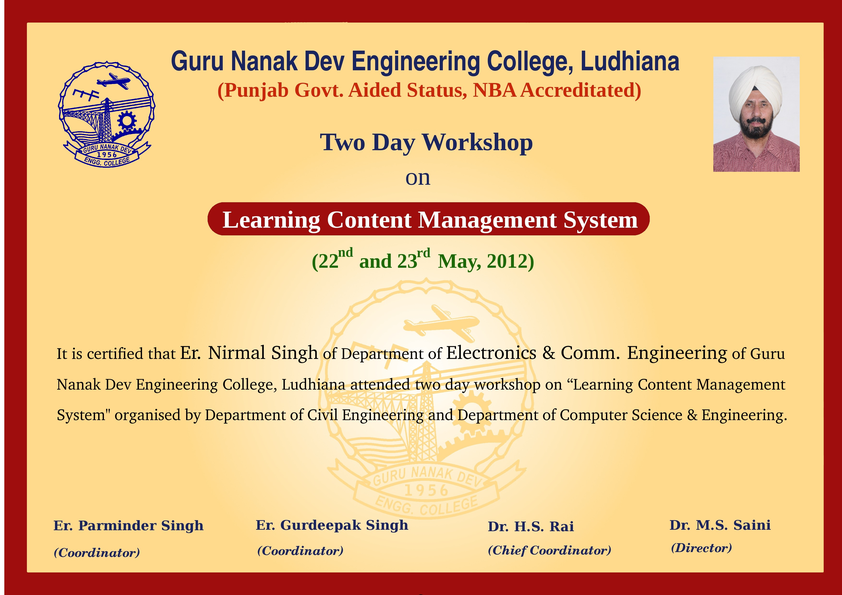 Guru Nanak Dev Engineering College, Ludhiana
(Punjab Govt. Aided Status, NBA Accreditated)
Two Day Workshop
on
Learning Content Management System
(22nd and 23rd May, 2012)
GURU NANAK DEV
1956
ENGG. COLLEGE
It is certified that Er. Nirmal Singh of Department of Electronics & Comm. Engineering of Guru
Nanak Dev Engineering College, Ludhiana attended two day workshop on “Learning Content Management
System" organised by Department of Civil Engineering and Department of Computer Science & Engineering.
GURU NANAK DEV
1956
ENGG. COLLEGE
Er. Parminder Singh
(Coordinator)
Er. Gurdeepak Singh
(Coordinator)
Dr. H.S. Rai
(Chief Coordinator)
Dr. M.S. Saini
(Director)